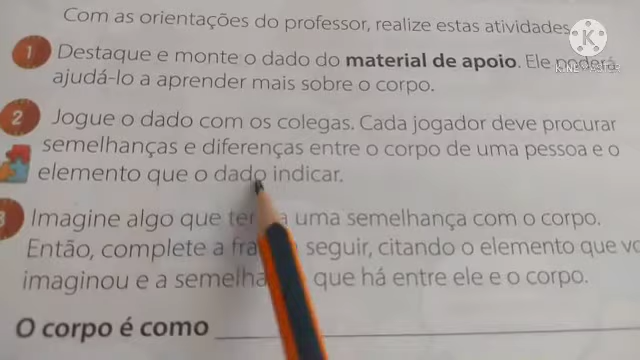 Com as orientações do professor, realize estas atividades.
1 Destaque e monte o dado do material de apoio. Ele poderá
ajudá-lo a aprender mais sobre o corpo.
2 Jogue o dado com os colegas. Cada jogador deve procurar
semelhanças e diferenças entre o corpo de uma pessoa e o
elemento que o dado indicar.
3 Imagine algo que uma semelhança com o corpo.
Então, complete a seguir, citando o elemento que
imaginou e a que há entre ele e o corpo.
O corpo é como
K
KINEMASTER